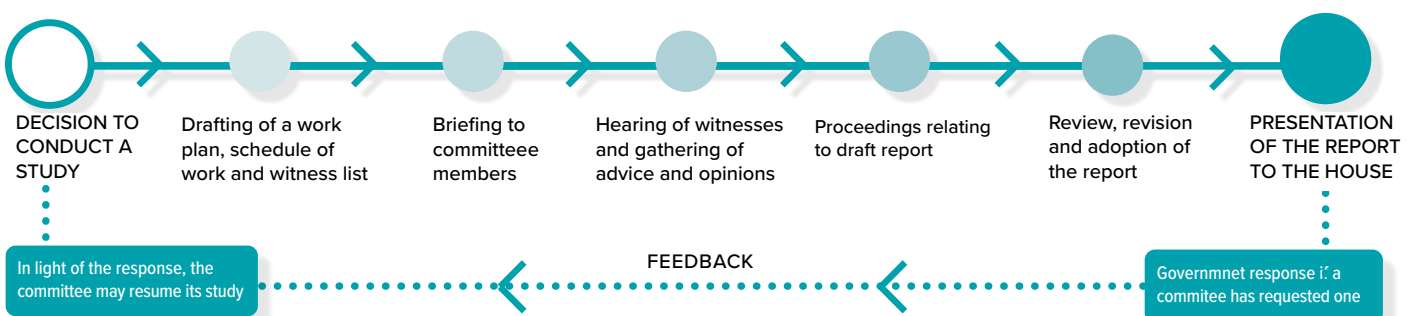 DECISION TO
CONDUCT A
STUDY
Drafting of a work
plan, schedule of
work and witness list
Briefing to
committeee
members
Hearing of witnesses
and gathering of
advice and opinions
Proceedings relating
to draft report
Review, revision
and adoption of
the report
PRESENTATION
OF THE REPORT
TO THE HOUSE
In light of the response, the
committee may resume its study
FEEDBACK
Governmnet response if a
commitee has requested one